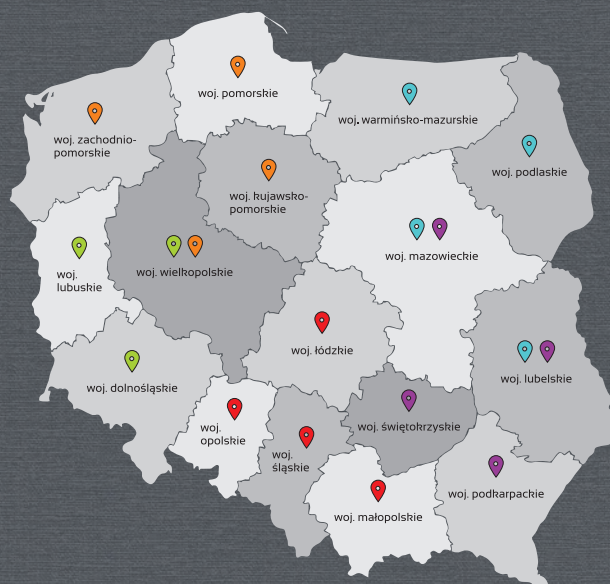 woj. pomorskie
woj. warmińsko-mazurskie
woj. zachodnio-
pomorskie
woj. podlaskie
woj. kujawsko-
pomorskie
woj. mazowieckie
woj. wielkopolskie
woj.
lubuskie
woj. łódzkie
woj. lubelskie
woj. dolnośląskie
woj. świętokrzyskie
woj.
opolskie
woj.
śląskie
woj. podkarpackie
woj. małopolskie